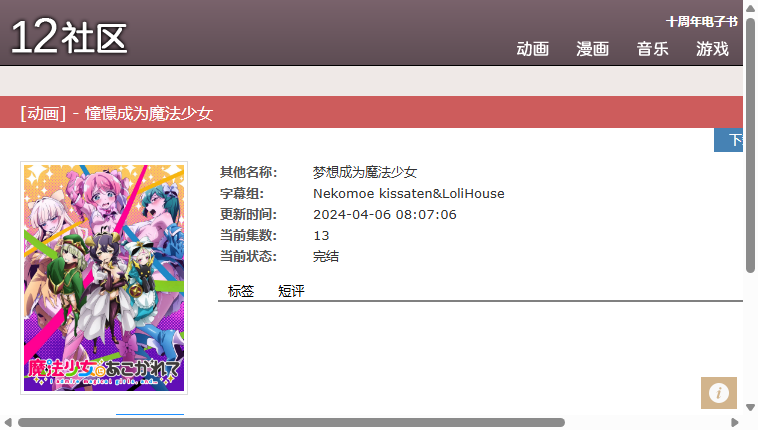 12社区
十周年电子书
动画 漫画 音乐 游戏
[动画] - 憧憬成为魔法少女
下
其他名称: 梦想成为魔法少女
字幕组: Nekomoe kissaten&LoliHouse
更新时间: 2024-04-06 08:07:06
当前集数: 13
当前状态: 完结
标签 短评
魔法少女にあこがれて
I admire magical girls, and...
i